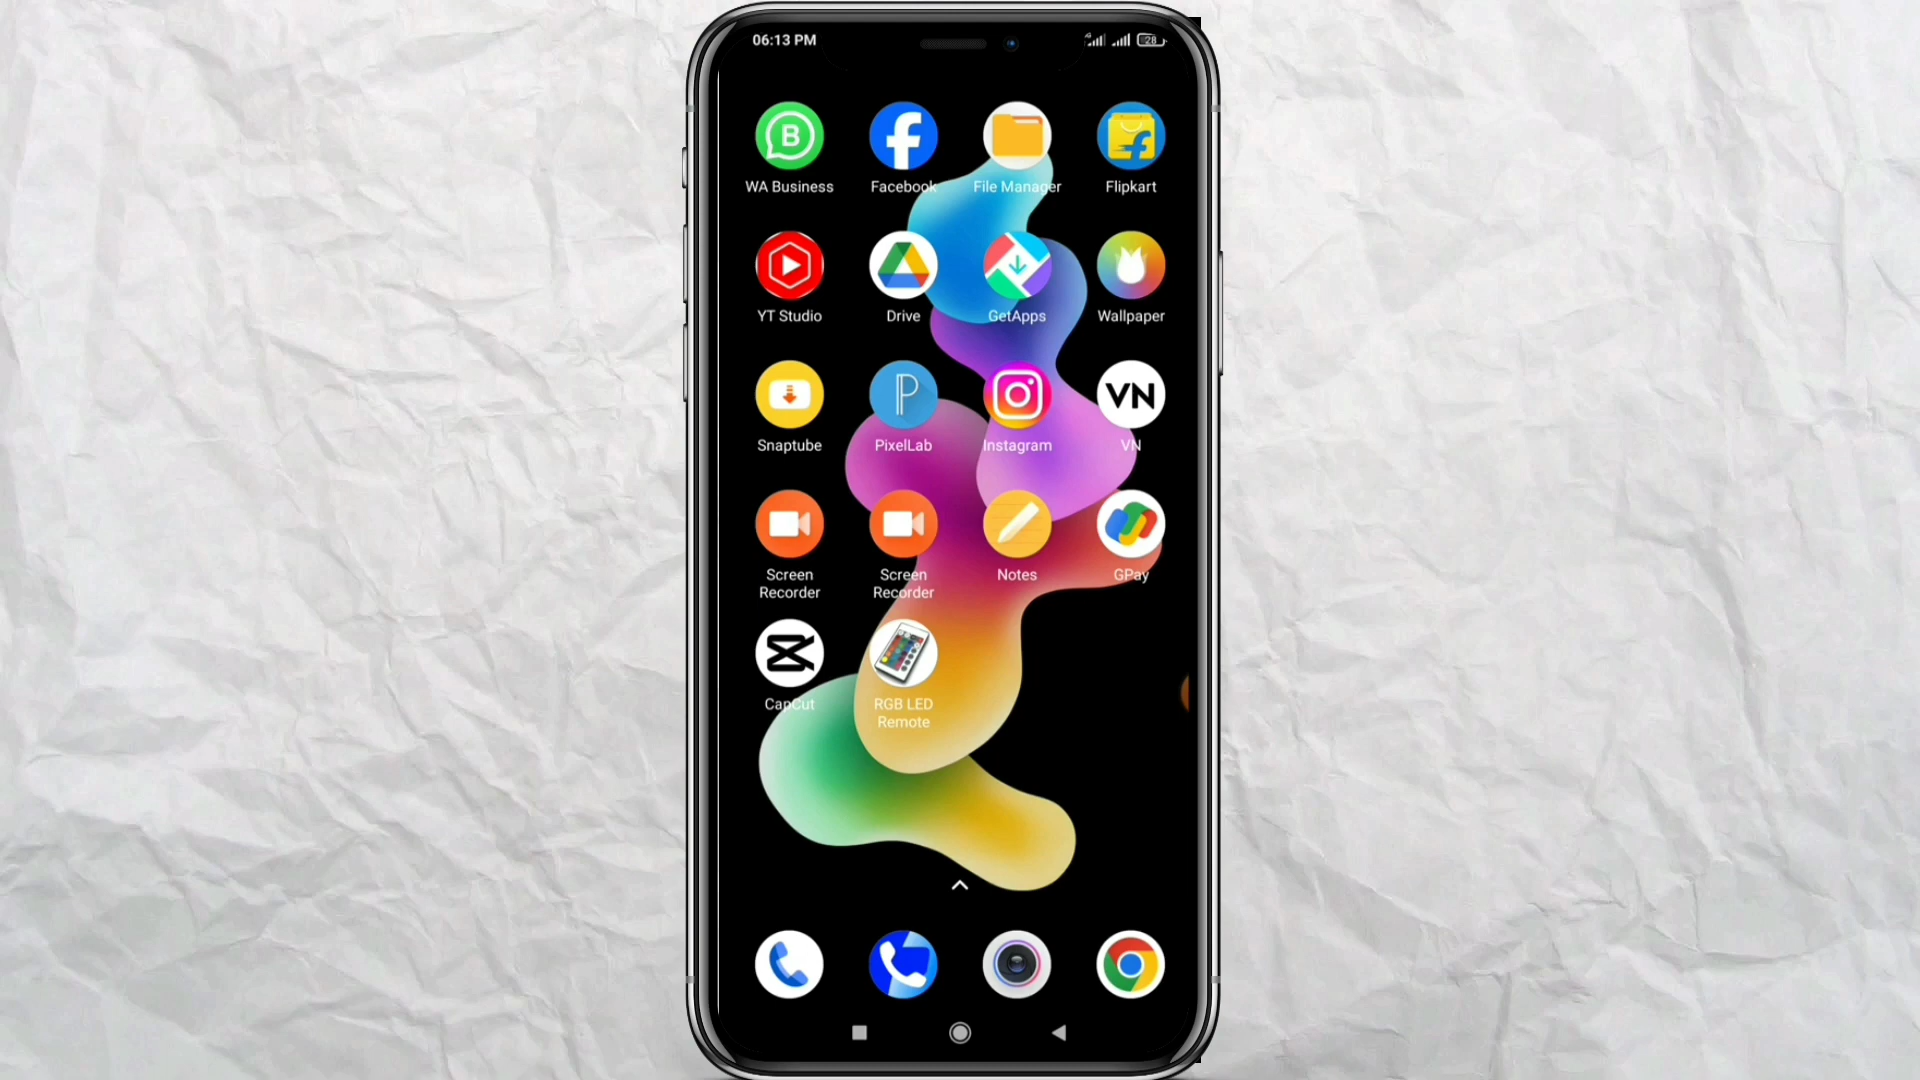 06:13 PM
28
B
WA Business
Facebook
File Manager
Flipkart
YT Studio
Drive
GetApps
Wallpaper
P
VN
Snaptube
PixelLab
Instagram
VN
Screen
Recorder
Screen
Recorder
Notes
GPay
CapCut
RGB LED
Remote